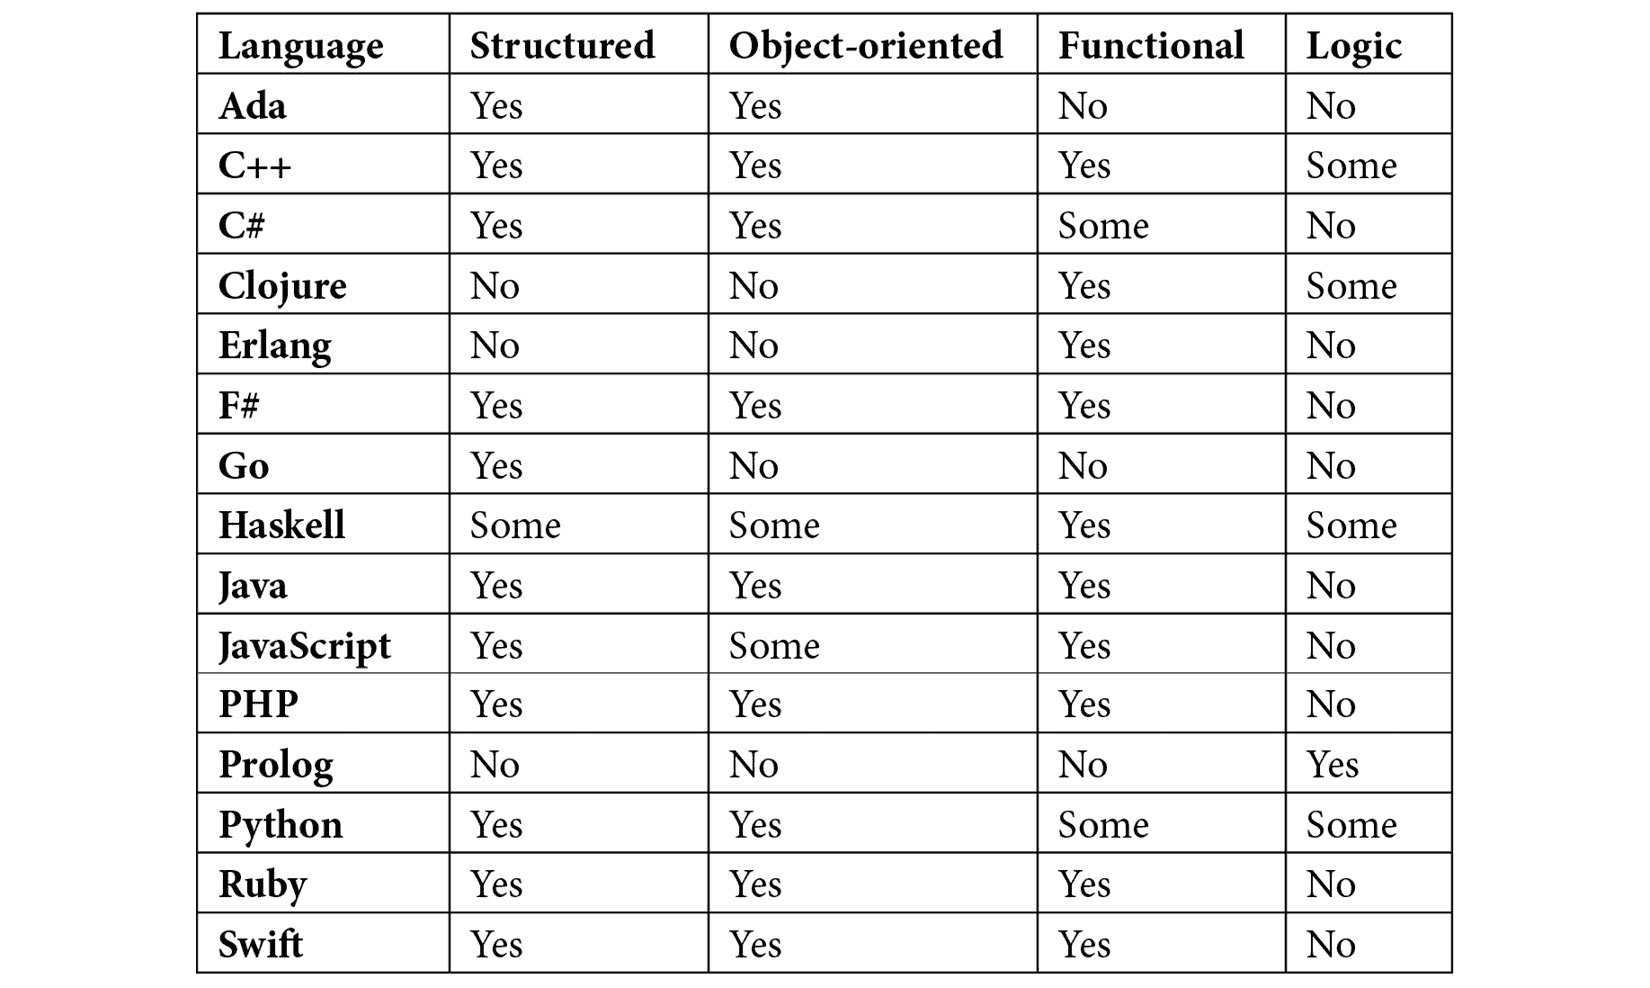 Language Structured Object-oriented Functional Logic
Ada Yes Yes No No
C++ Yes Yes Yes Some
C# Yes Yes Some No
Clojure No No Yes Some
Erlang No No Yes No
F# Yes Yes Yes No
Go Yes No No No
Haskell Some Some Yes Some
Java Yes Yes Yes No
JavaScript Yes Some Yes No
PHP Yes Yes Yes No
Prolog No No No Yes
Python Yes Yes Some Some
Ruby Yes Yes Yes No
Swift Yes Yes Yes No